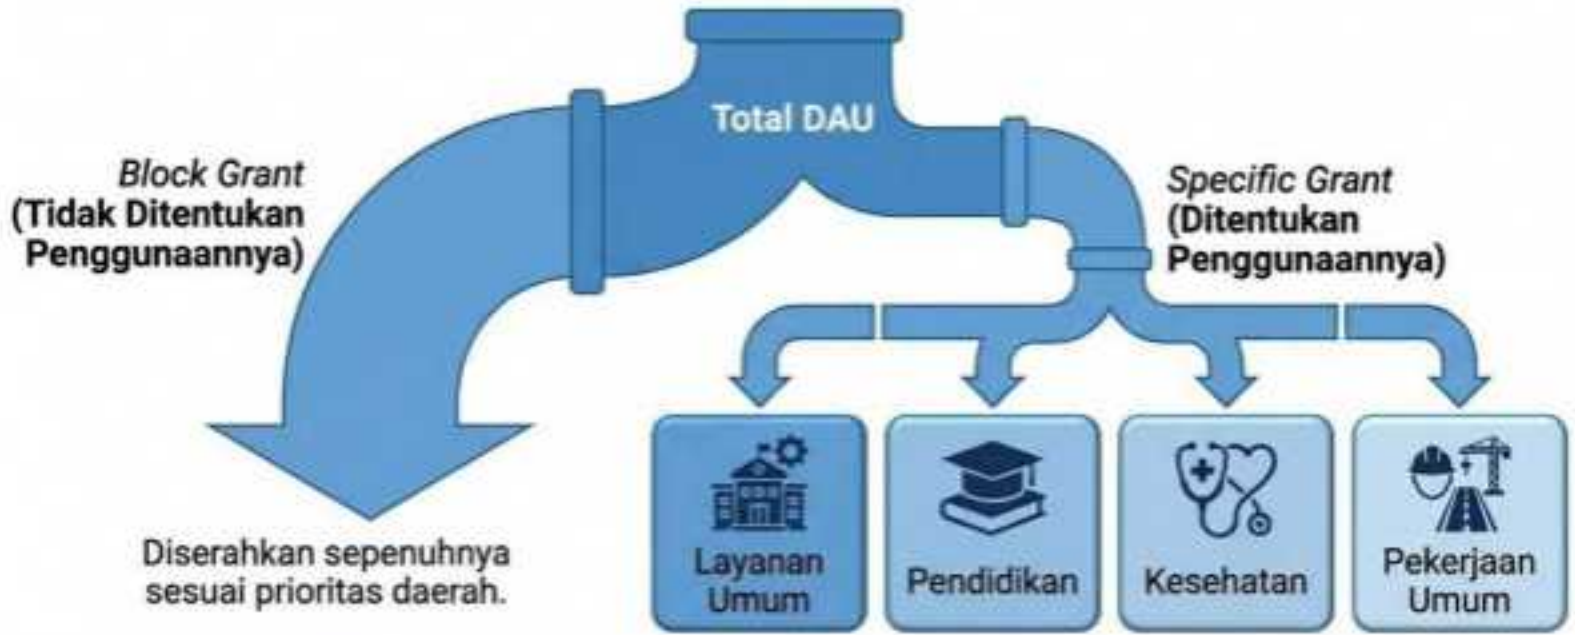 Total DAU
Block Grant
(Tidak Ditentukan
Penggunaannya)
Diserahkan sepenuhnya
sesuai prioritas daerah.
Specific Grant
(Ditentukan
Penggunaannya)
Layanan
Umum
Pendidikan
Kesehatan
Pekerjaan
Umum